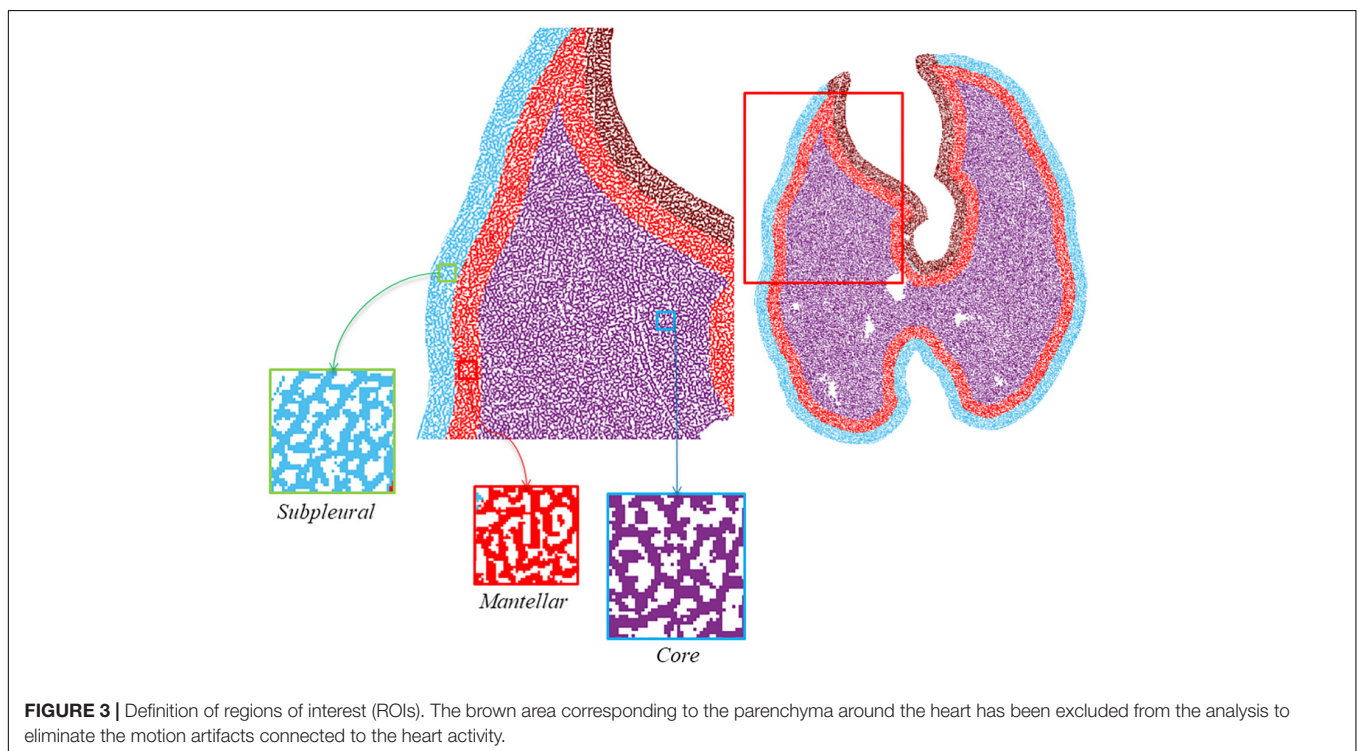 Subpleural
Mantellar
Core
FIGURE 3 | Definition of regions of interest (ROIs). The brown area corresponding to the parenchyma around the heart has been excluded from the analysis to
eliminate the motion artifacts connected to the heart activity.